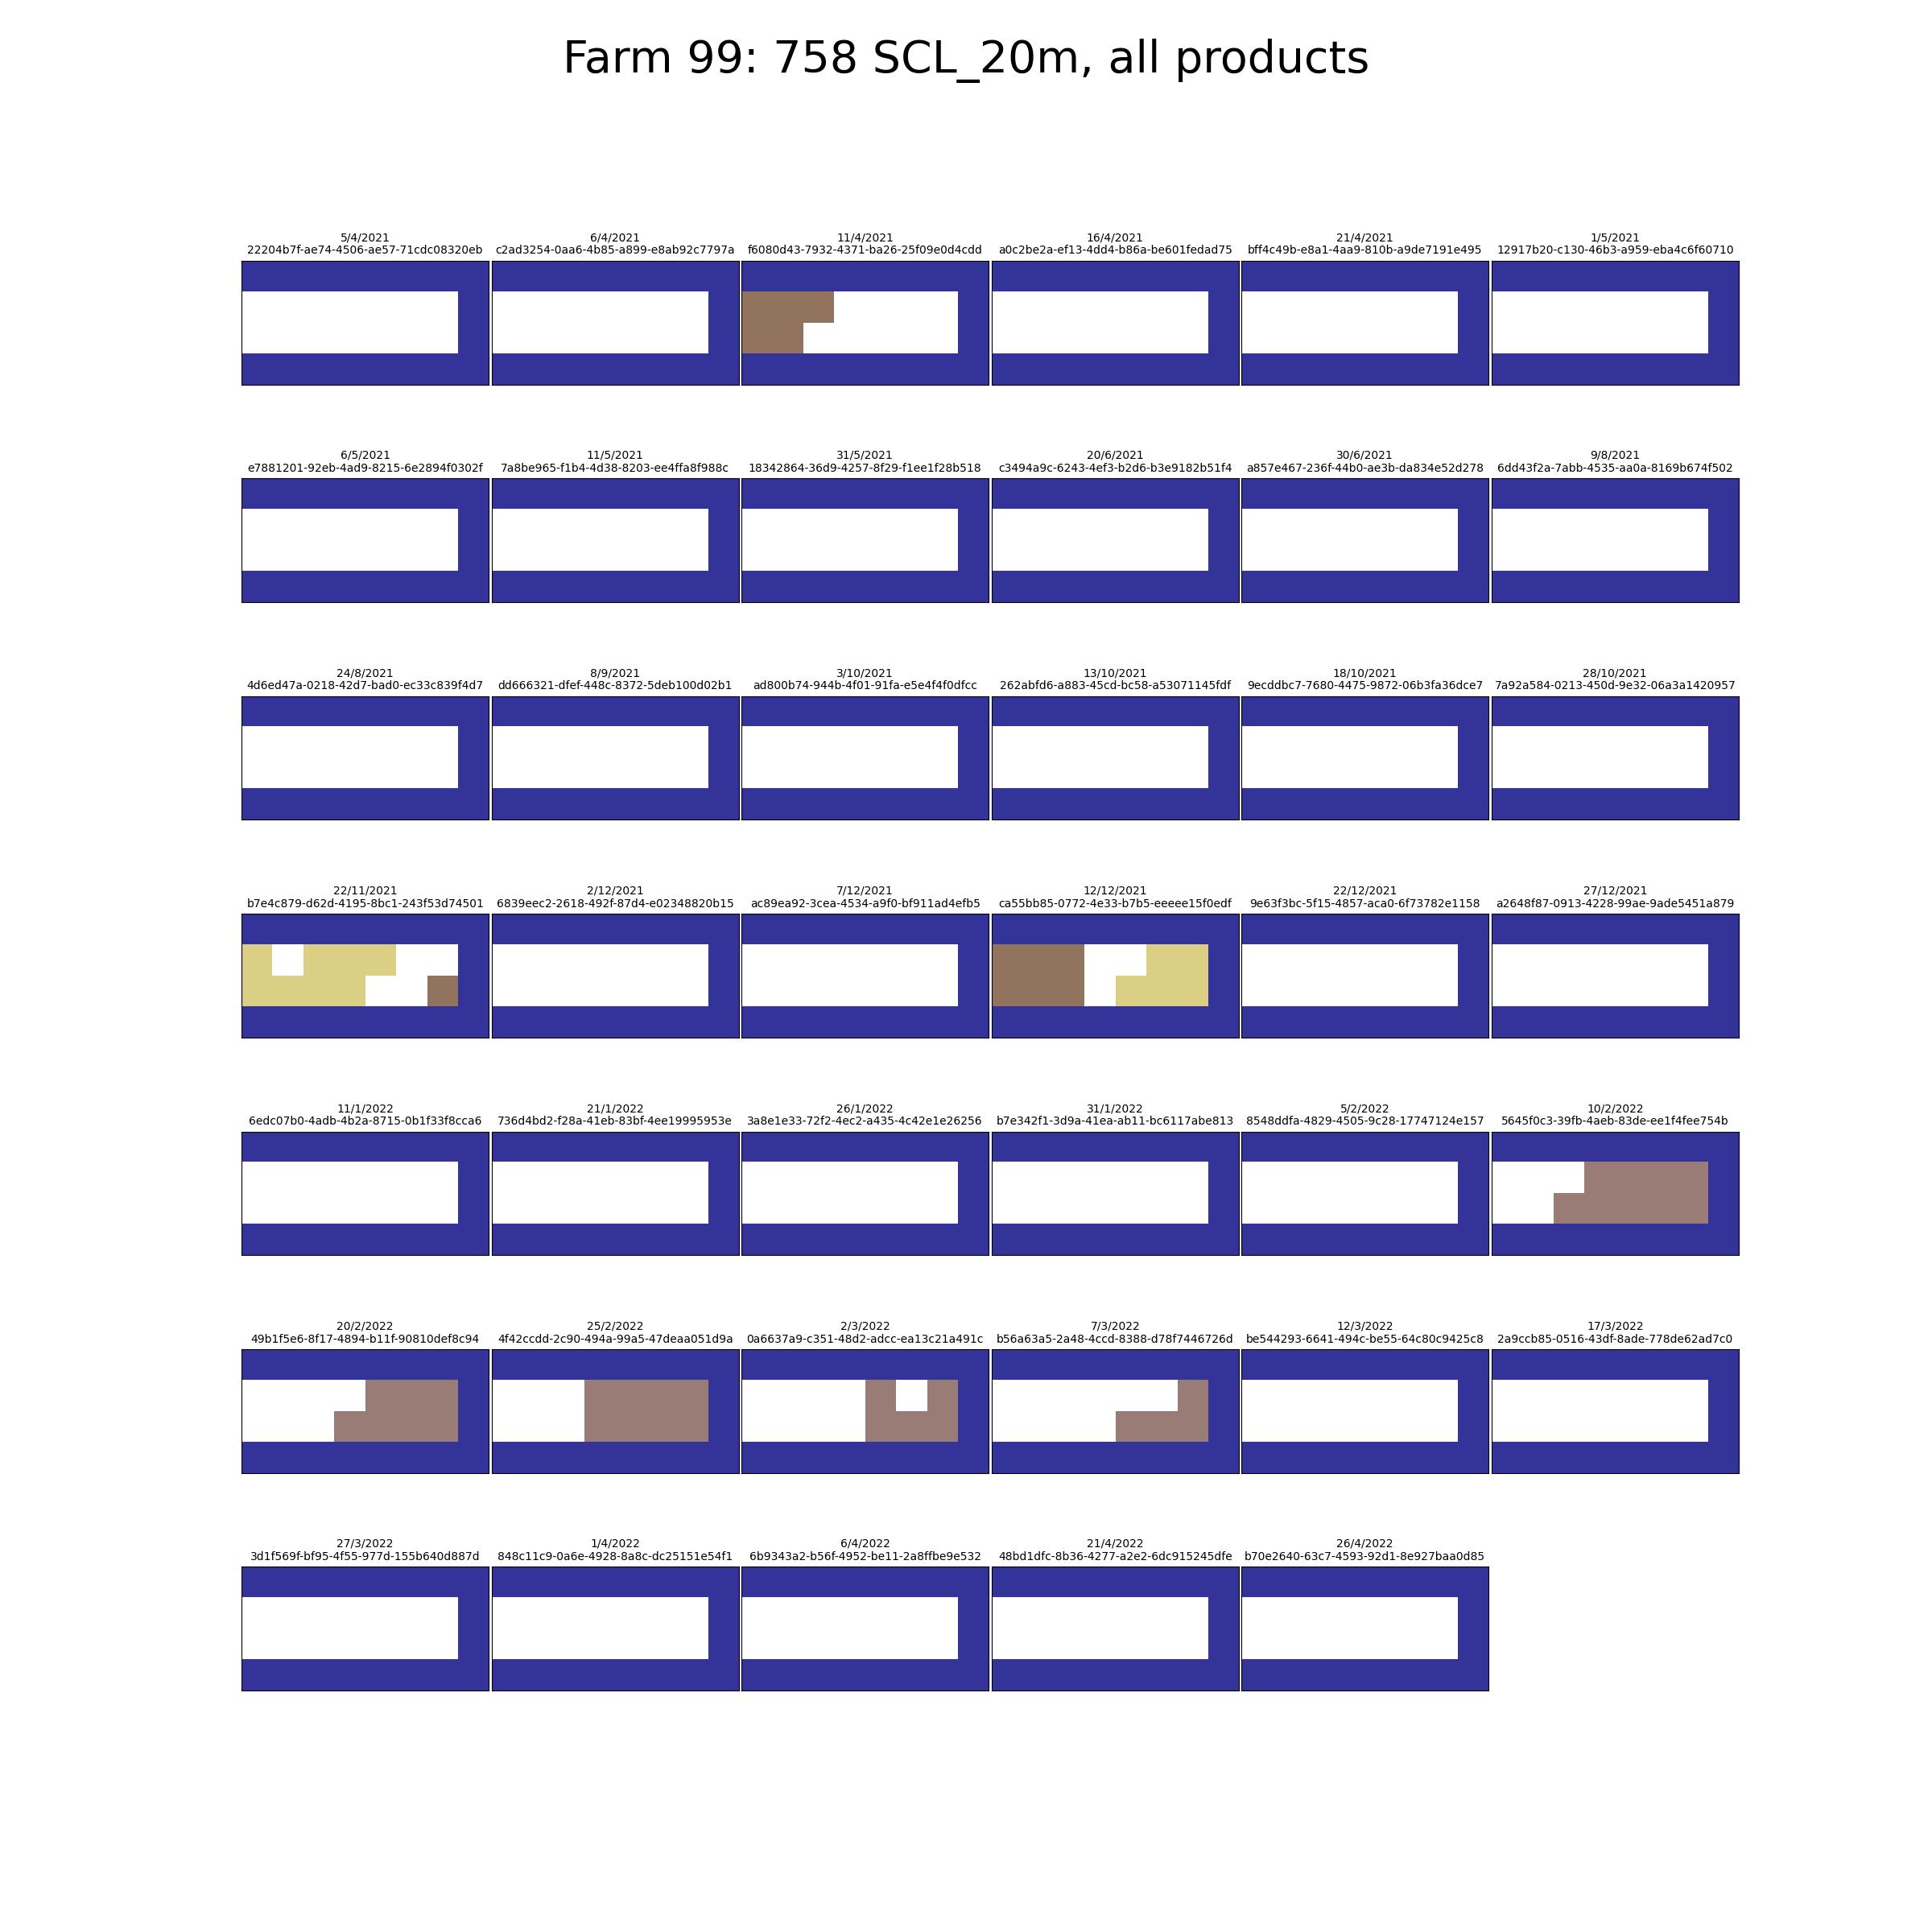 Farm 99: 758 SCL_20m, all products
5/4/2021
22204b7f-ae74-4506-ae57-71cdc08320eb
6/4/2021
c2ad3254-0aa6-4b85-a899-e8ab92c7797a
11/4/2021
f6080d43-7932-4371-ba26-25f09e0d4cdd
16/4/2021
a0c2be2a-ef13-4dd4-b86a-be601fedad75
21/4/2021
bff4c49b-e8a1-4aa9-810b-a9de7191e495
1/5/2021
12917b20-c130-46b3-a959-eba4c6f60710
6/5/2021
e7881201-92eb-4ad9-8215-6e2894f0302f
11/5/2021
7a8be965-f1b4-4d38-8203-ee4ffa8f988c
31/5/2021
18342864-36d9-4257-8f29-f1ee1f28b518
20/6/2021
c3494a9c-6243-4ef3-b2d6-b3e9182b51f4
30/6/2021
a857e467-236f-44b0-ae3b-da834e52d278
9/8/2021
6dd43f2a-7abb-4535-aa0a-8169b674f502
24/8/2021
4d6ed47a-0218-42d7-bad0-ec33c839f4d7
8/9/2021
dd666321-dfef-448c-8372-5deb100d02b1
3/10/2021
ad800b74-944b-4f01-91fa-e5e4f4f0dfcc
13/10/2021
262abfd6-a883-45cd-bc58-a53071145fdf
18/10/2021
9ecddbc7-7680-4475-9872-06b3fa36dce7
28/10/2021
7a92a584-0213-450d-9e32-06a3a1420957
22/11/2021
b7e4c879-d62d-4195-8bc1-243f53d74501
2/12/2021
6839eec2-2618-492f-87d4-e02348820b15
7/12/2021
ac89ea92-3cea-4534-a9f0-bf911ad4efb5
12/12/2021
ca55bb85-0772-4e33-b7b5-eeeee15f0edf
22/12/2021
9e63f3bc-5f15-4857-aca0-6f73782e1158
27/12/2021
a2648f87-0913-4228-99ae-9ade5451a879
11/1/2022
6edc07b0-4adb-4b2a-8715-0b1f33f8cca6
21/1/2022
736d4bd2-f28a-41eb-83bf-4ee19995953e
26/1/2022
3a8e1e33-72f2-4ec2-a435-4c42e1e26256
31/1/2022
b7e342f1-3d9a-41ea-ab11-bc6117abe813
5/2/2022
8548ddfa-4829-4505-9c28-17747124e157
10/2/2022
5645f0c3-39fb-4aeb-83de-ee1f4fee754b
20/2/2022
49b1f5e6-8f17-4894-b11f-90810def8c94
25/2/2022
4f42ccdd-2c90-494a-99a5-47deaa051d9a
2/3/2022
0a6637a9-c351-48d2-adcc-ea13c21a491c
7/3/2022
b56a63a5-2a48-4ccd-8388-d78f7446726d
12/3/2022
be544293-6641-494c-be55-64c80c9425c8
17/3/2022
2a9ccb85-0516-43df-8ade-778de62ad7c0
27/3/2022
3d1f569f-bf95-4f55-977d-155b640d887d
1/4/2022
848c11c9-0a6e-4928-8a8c-dc25151e54f1
6/4/2022
6b9343a2-b56f-4952-be11-2a8ffbe9e532
21/4/2022
48bd1dfc-8b36-4277-a2e2-6dc915245dfe
26/4/2022
b70e2640-63c7-4593-92d1-8e927baa0d85